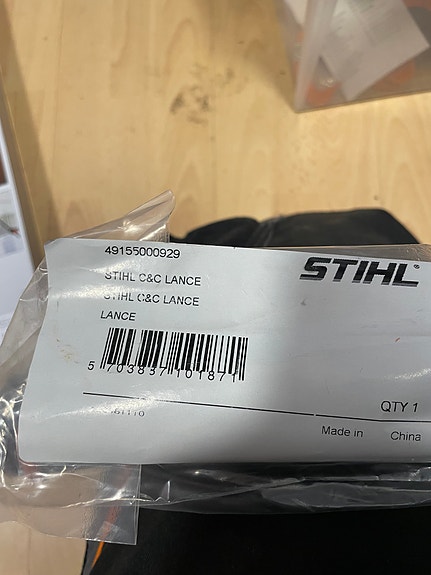 49155000929
STIHL
STIHL C&C LANCE
STIHL C&C LANCE
LANCE
5 703837 101871
QTY 1
Made in China